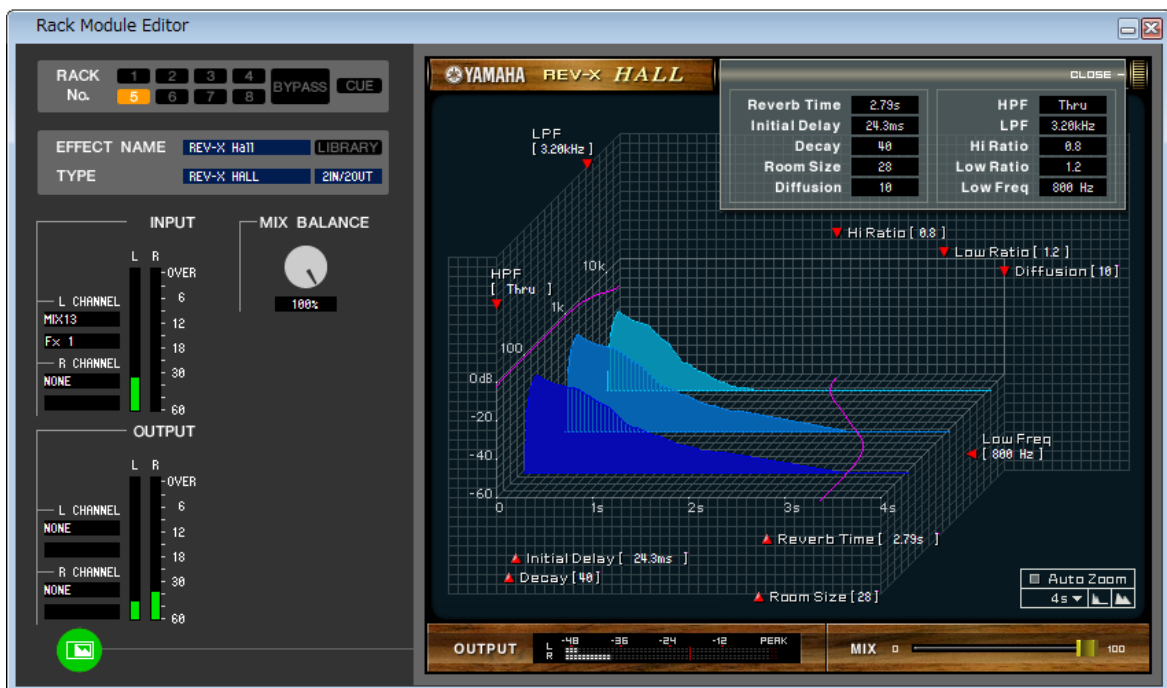 Rack Module Editor
RACK No.
1 2 3 4
5 6 7 8
BYPASS
CUE
EFFECT NAME REV-X Hall LIBRARY
TYPE REV-X HALL 2IN/2OUT
INPUT
L R
OVER
6
12
18
30
60
L CHANNEL
MIX13
Fx 1
R CHANNEL
NONE
MIX BALANCE
100%
OUTPUT
L R
OVER
6
12
18
30
60
L CHANNEL
NONE
R CHANNEL
NONE
YAMAHA REV-X HALL
CLOSE
Reverb Time 2.79s
Initial Delay 24.3ms
Decay 40
Room Size 28
Diffusion 10
HPF Thru
LPF 3.20kHz
Hi Ratio 0.8
Low Ratio 1.2
Low Freq 800 Hz
LPF
[ 3.20kHz ]
Hi Ratio [ 0.8 ]
Low Ratio [ 1.2 ]
Diffusion [ 10 ]
HPF
[ Thru ]
10k
1k
100
0dB
-20
-40
-60
0 1s 2s 3s 4s
Low Freq
[ 800 Hz ]
Reverb Time [ 2.79s ]
Initial Delay [ 24.3ms ]
Decay [ 40 ]
Room Size [ 28 ]
Auto Zoom
4s
OUTPUT
L
R
-48 -36 -24 -12 PEAK
MIX 0 100